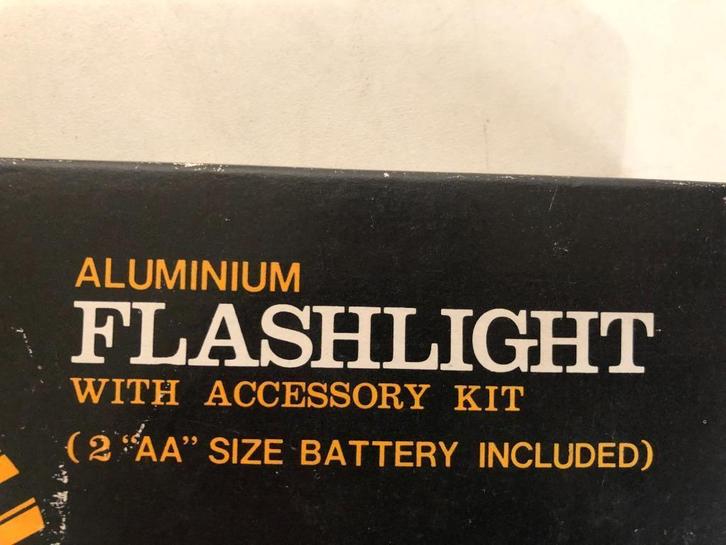 ALUMINIUM
FLASHLIGHT
WITH ACCESSORY KIT
(2 “AA” SIZE BATTERY INCLUDED)